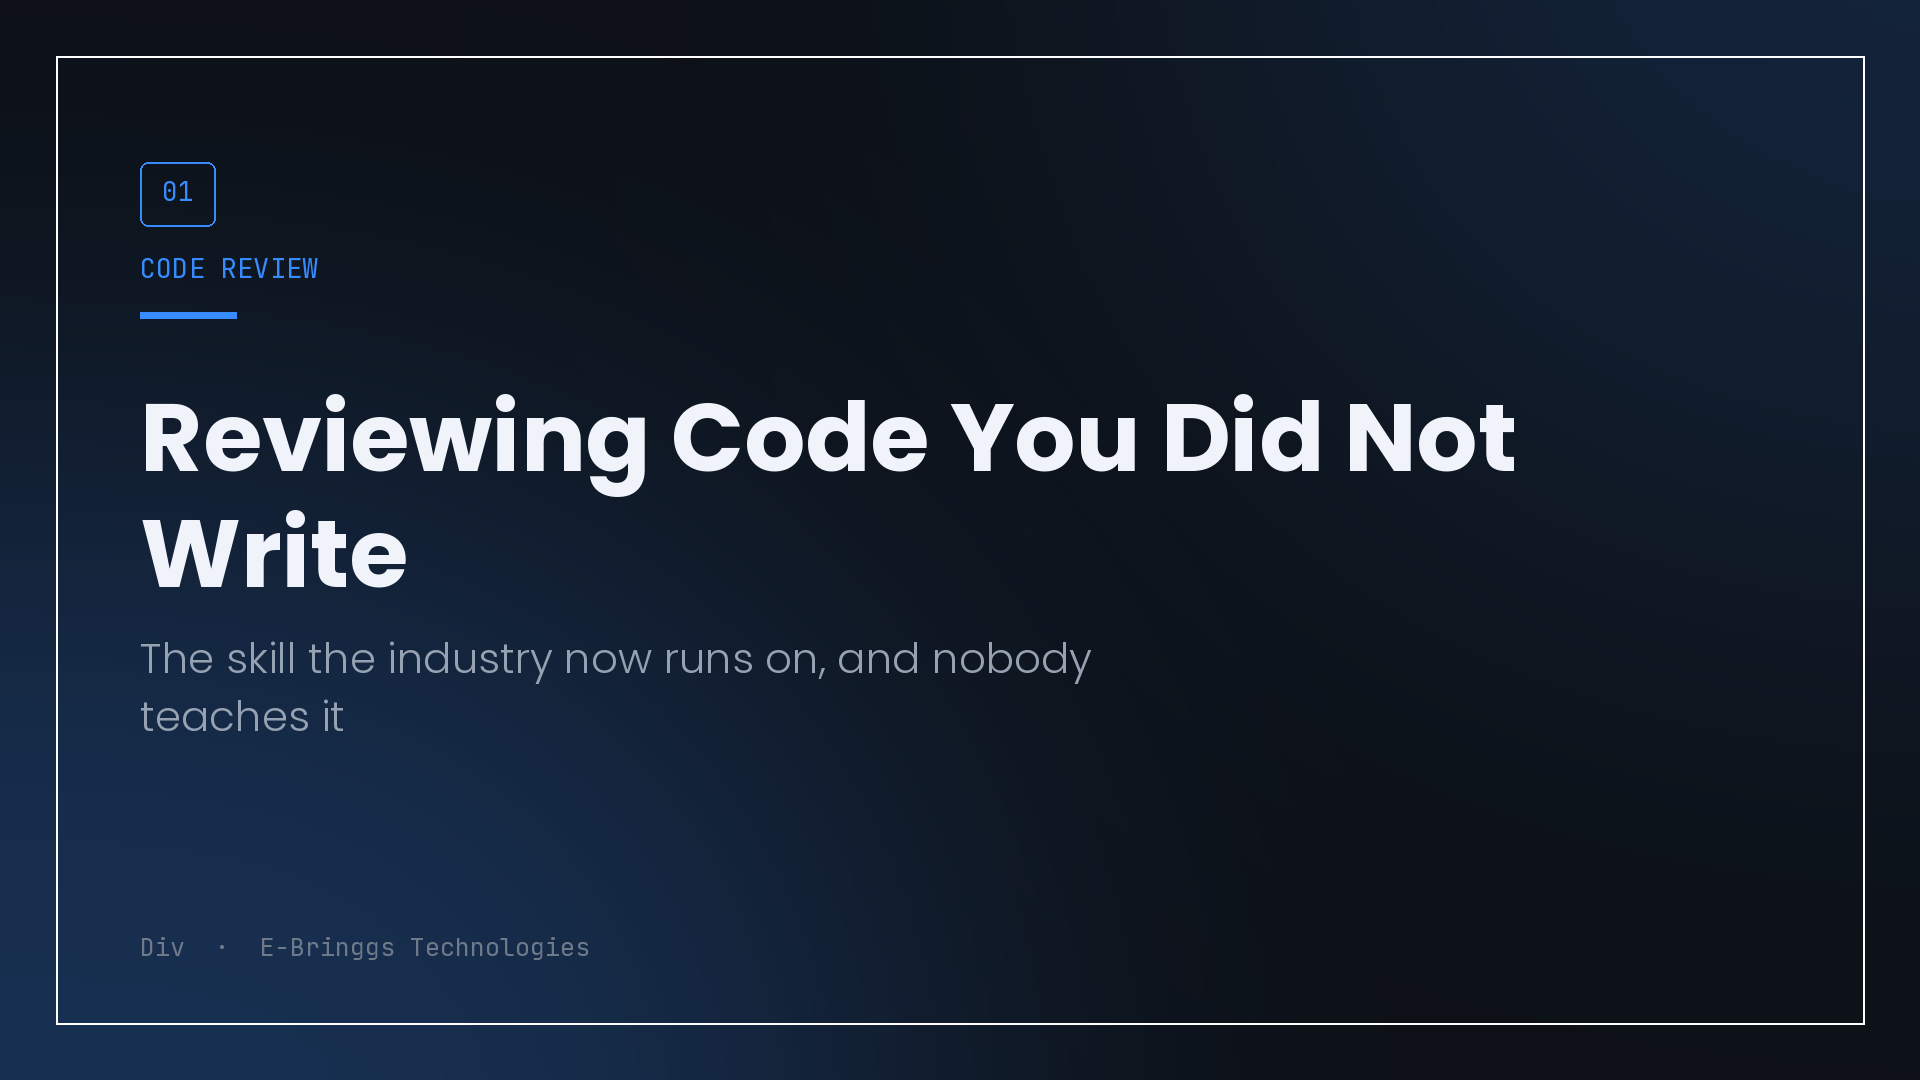 01
CODE REVIEW
Reviewing Code You Did Not
Write
The skill the industry now runs on, and nobody
teaches it
Div · E-Bringgs Technologies